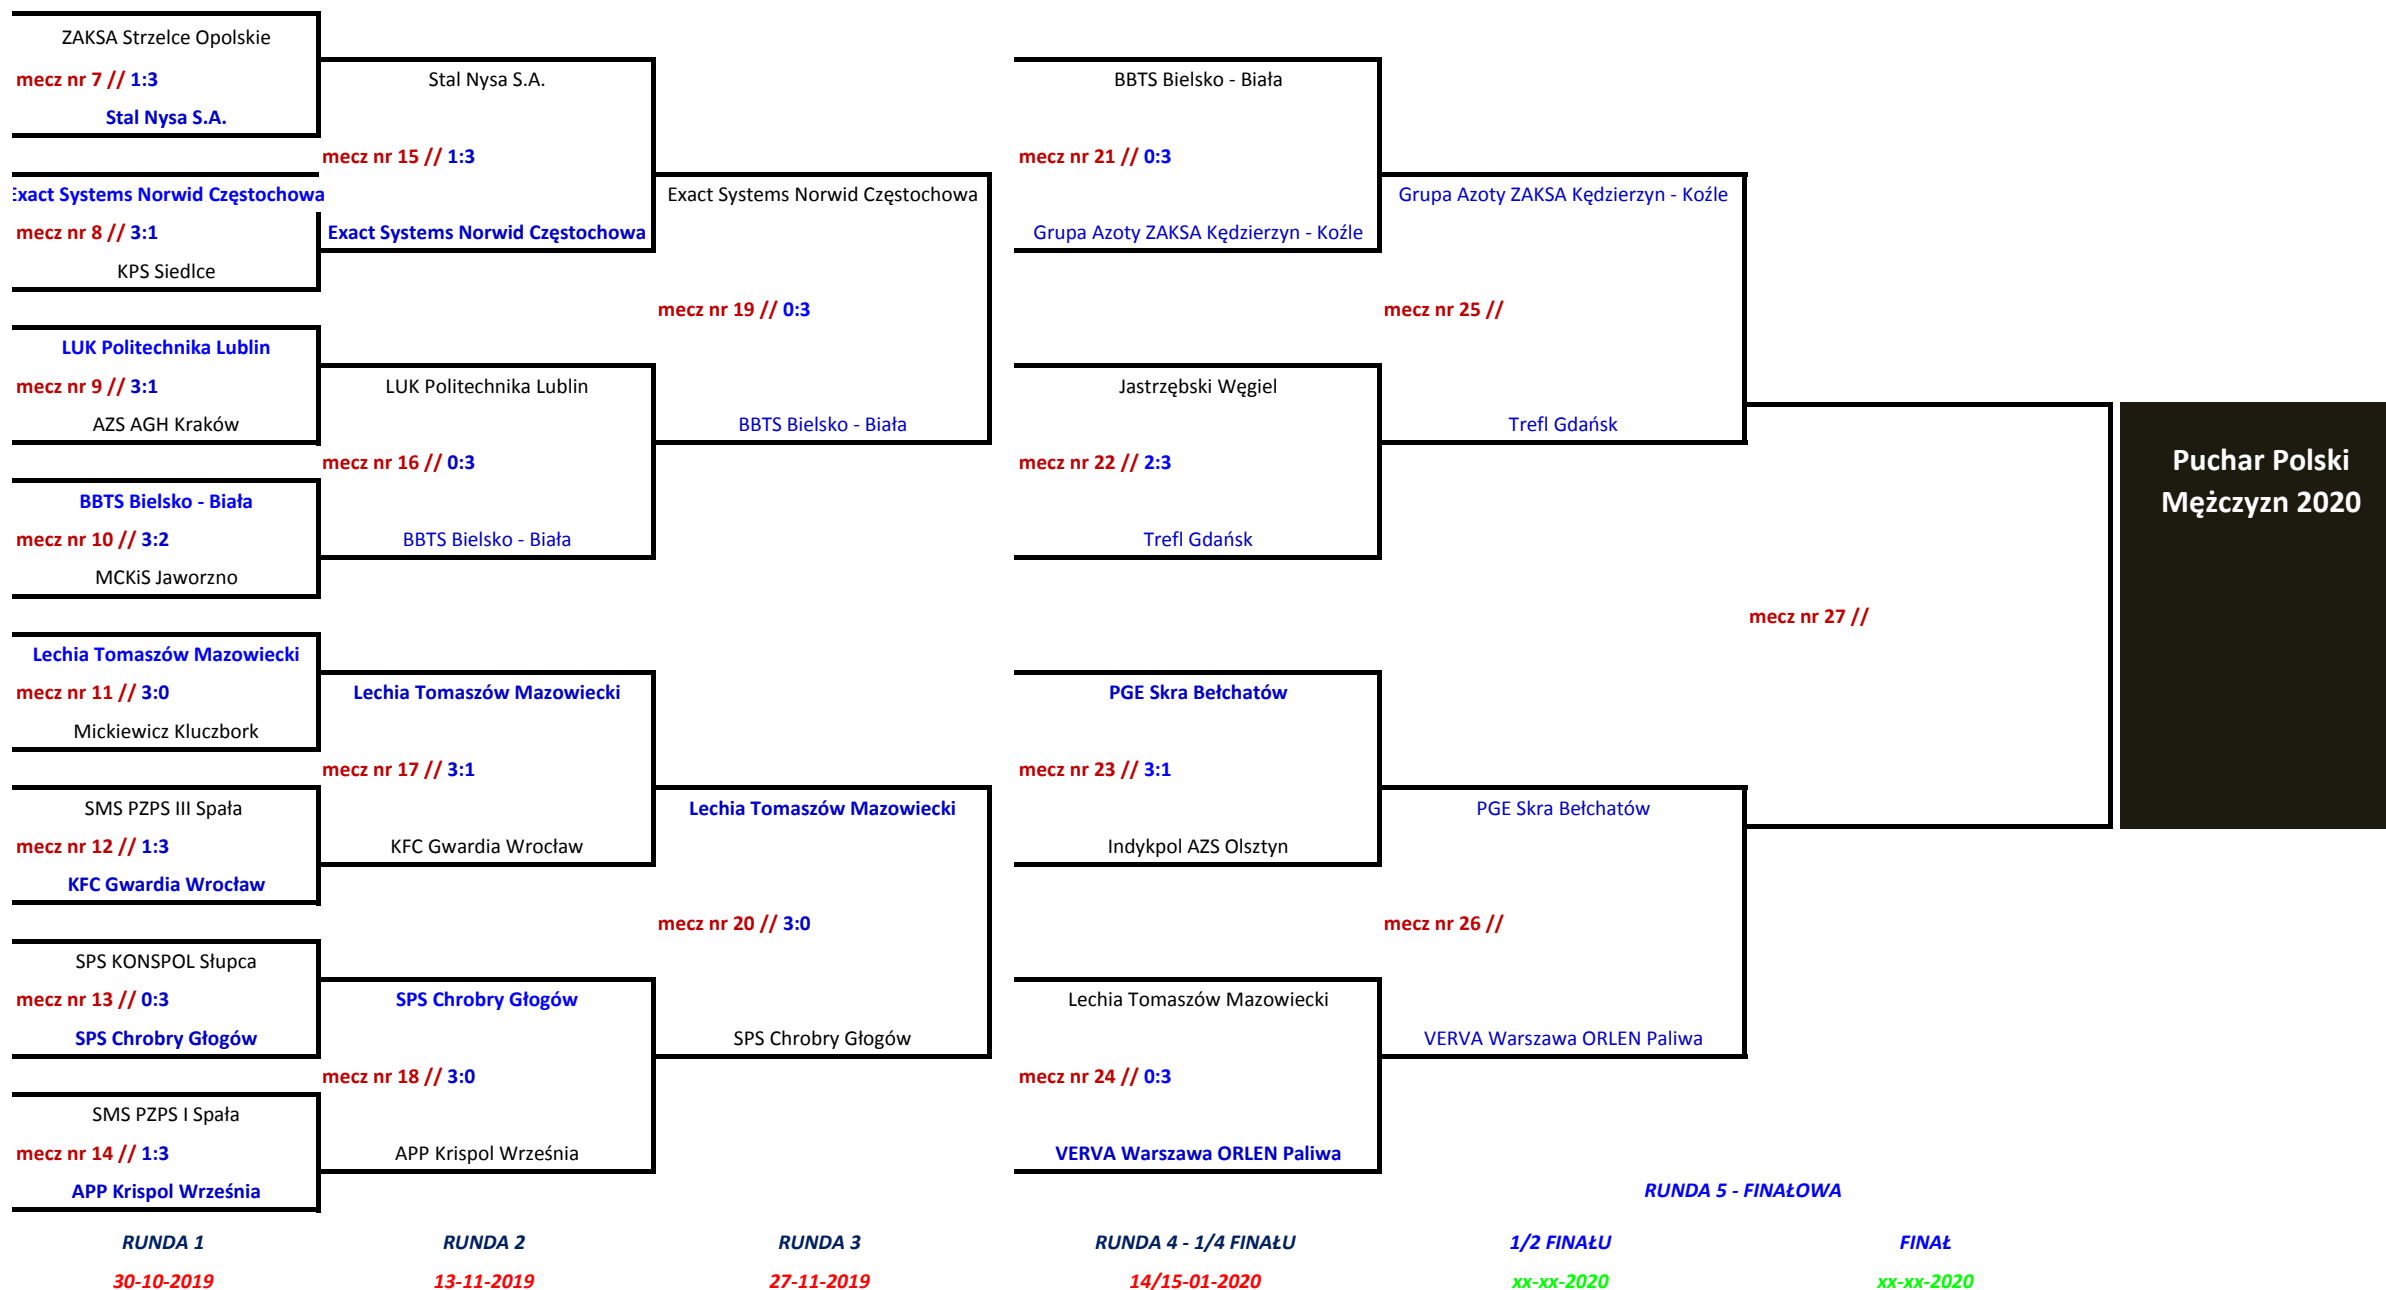 ZAKSA Strzelce Opolskie
mecz nr 7 // 1:3
Stal Nysa S.A.
Exact Systems Norwid Częstochowa
mecz nr 8 // 3:1
KPS Siedlce
LUK Politechnika Lublin
mecz nr 9 // 3:1
AZS AGH Kraków
BBTS Bielsko - Biała
mecz nr 10 // 3:2
MCKiS Jaworzno
Lechia Tomaszów Mazowiecki
mecz nr 11 // 3:0
Mickiewicz Kluczbork
SMS PZPS III Spała
mecz nr 12 // 1:3
KFC Gwardia Wrocław
SPS KONSPOL Słupca
mecz nr 13 // 0:3
SPS Chrobry Głogów
SMS PZPS I Spała
mecz nr 14 // 1:3
APP Krispol Września
RUNDA 1
30-10-2019
Stal Nysa S.A.
mecz nr 15 // 1:3
Exact Systems Norwid Częstochowa
LUK Politechnika Lublin
mecz nr 16 // 0:3
BBTS Bielsko - Biała
Lechia Tomaszów Mazowiecki
mecz nr 17 // 3:1
KFC Gwardia Wrocław
SPS Chrobry Głogów
mecz nr 18 // 3:0
APP Krispol Września
RUNDA 2
13-11-2019
Exact Systems Norwid Częstochowa
mecz nr 19 // 0:3
BBTS Bielsko - Biała
Lechia Tomaszów Mazowiecki
mecz nr 20 // 3:0
SPS Chrobry Głogów
RUNDA 3
27-11-2019
BBTS Bielsko - Biała
mecz nr 21 // 0:3
Grupa Azoty ZAKSA Kędzierzyn - Koźle
Jastrzębski Węgiel
mecz nr 22 // 2:3
Trefl Gdańsk
PGE Skra Bełchatów
mecz nr 23 // 3:1
Indykpol AZS Olsztyn
Lechia Tomaszów Mazowiecki
mecz nr 24 // 0:3
VERVA Warszawa ORLEN Paliwa
RUNDA 4 - 1/4 FINAŁU
14/15-01-2020
Grupa Azoty ZAKSA Kędzierzyn - Koźle
mecz nr 25 //
Trefl Gdańsk
PGE Skra Bełchatów
mecz nr 26 //
VERVA Warszawa ORLEN Paliwa
RUNDA 5 - FINAŁOWA
1/2 FINAŁU
xx-xx-2020
mecz nr 27 //
FINAŁ
xx-xx-2020
Puchar Polski
Mężczyzn 2020